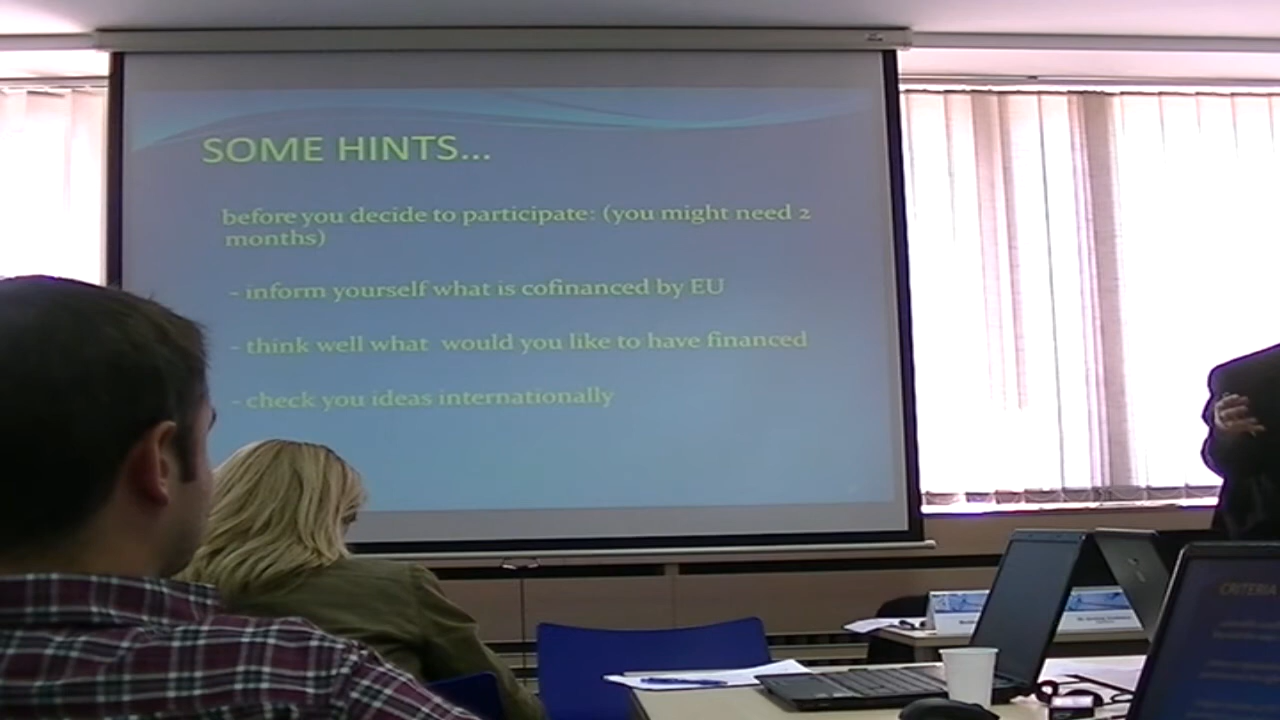 SOME HINTS...
before you decide to participate: (you might need 2
months)
- inform yourself what is cofinanced by EU
- think well what would you like to have financed
- check you ideas internationally
CRITERIA